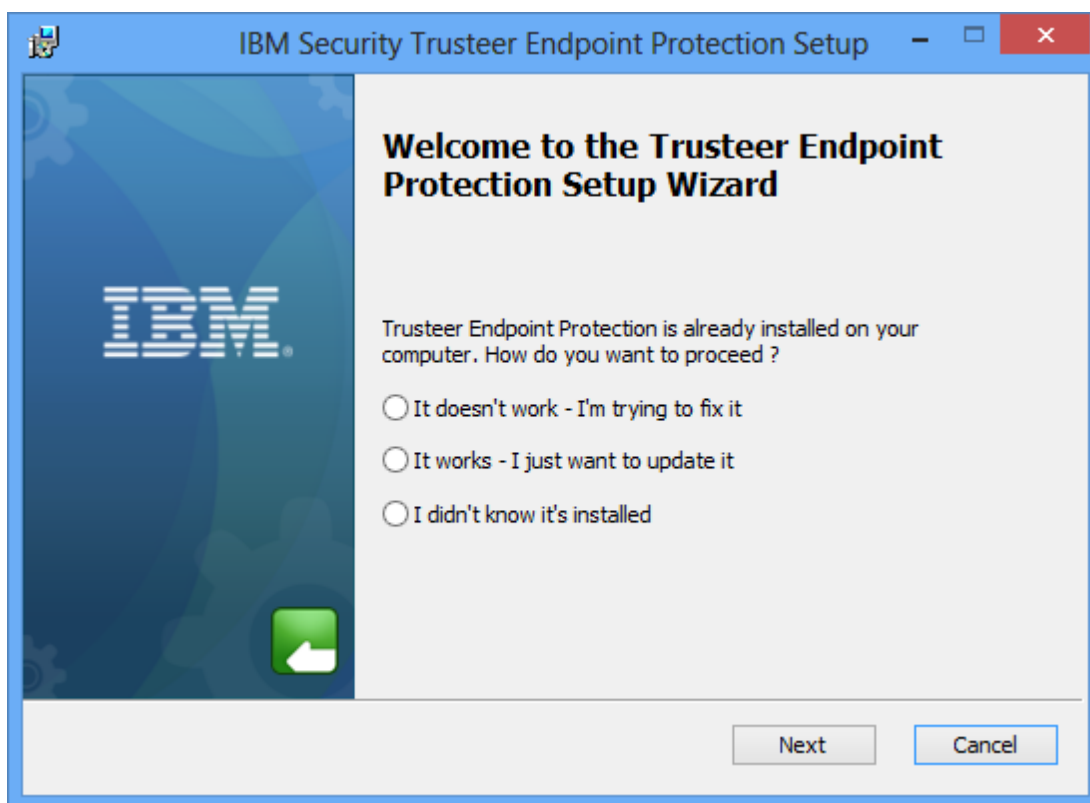 IBM Security Trusteer Endpoint Protection Setup
Welcome to the Trusteer Endpoint
Protection Setup Wizard
IBM®
Trusteer Endpoint Protection is already installed on your
computer. How do you want to proceed ?
It doesn't work - I'm trying to fix it
It works - I just want to update it
I didn't know it's installed
Next
Cancel